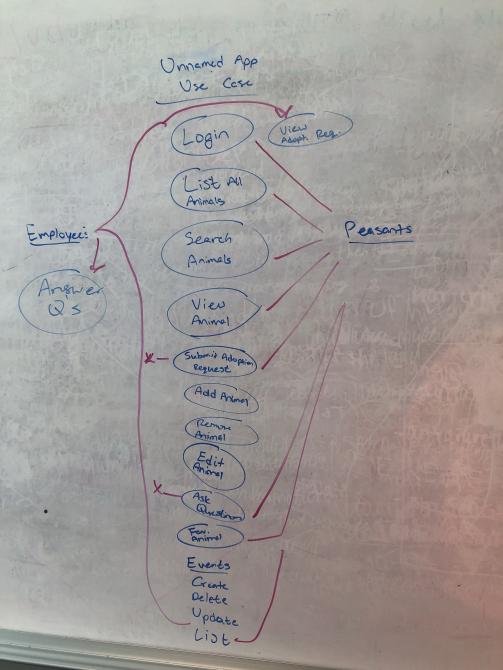 Unnamed App
Use Case
Login
View
Adopt. Req.
List All
Animals
Employees
Peasants
Search
Animals
Answer
Qs
View
Animal
x
Submit Adoption
Request
Add Animal
Remove
Animal
Edit
Animal
x
Ask
Questions
Fav.
animal
Events
Create
Delete
Update
List